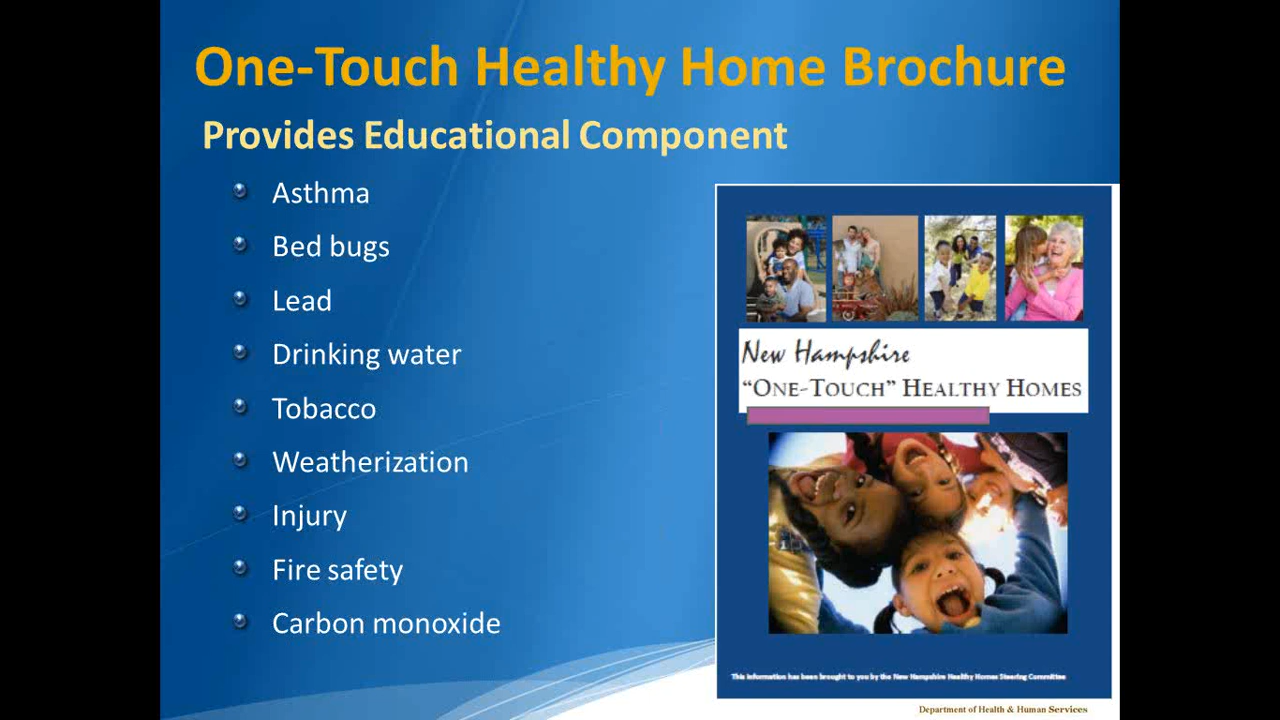 One-Touch Healthy Home Brochure
Provides Educational Component
Asthma
Bed bugs
Lead
Drinking water
Tobacco
Weatherization
Injury
Fire safety
Carbon monoxide
New Hampshire
“One-Touch” Healthy Homes
This information has been brought to you by the New Hampshire Healthy Homes Steering Committee
Department of Health & Human Services